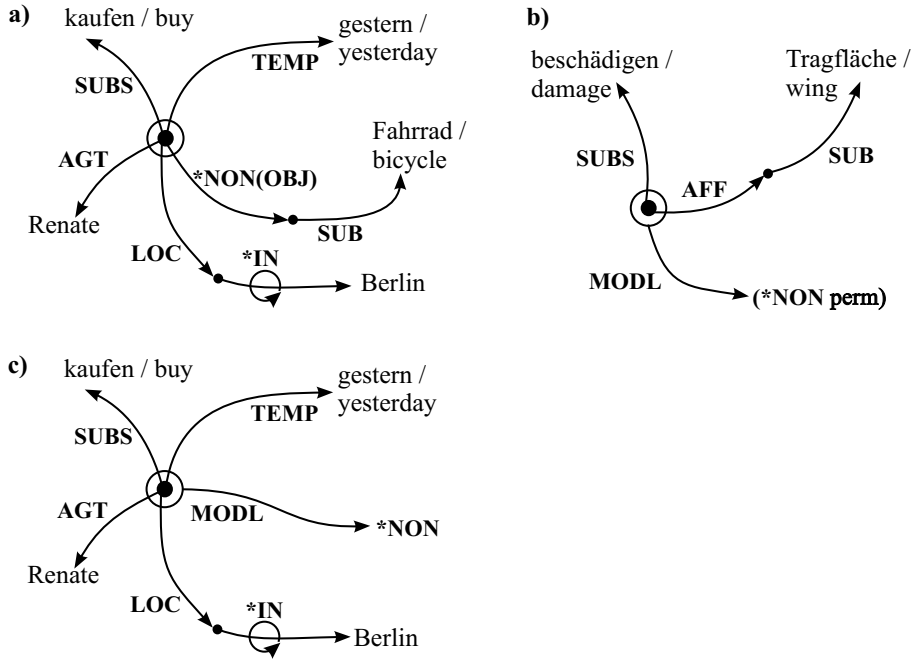 a)
kaufen / buy
gestern /
yesterday
TEMP
SUBS
Fahrrad /
bicycle
AGT
*NON(OBJ)
Renate
SUB
LOC
*IN
Berlin
b)
beschädigen /
damage
Tragfläche /
wing
SUBS
SUB
AFF
MODL
(*NON perm)
c)
kaufen / buy
gestern /
yesterday
TEMP
SUBS
AGT
MODL
*NON
Renate
LOC
*IN
Berlin